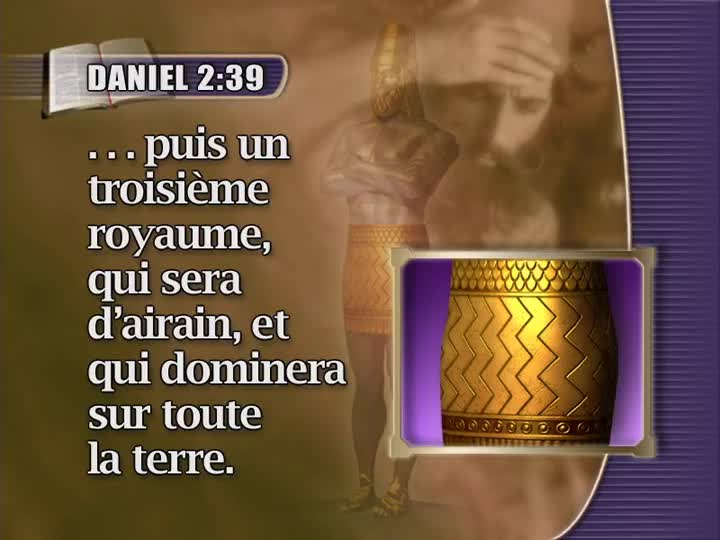 DANIEL 2:39
. . . puis un
troisième
royaume,
qui sera
d’airain, et
qui dominera
sur toute
la terre.